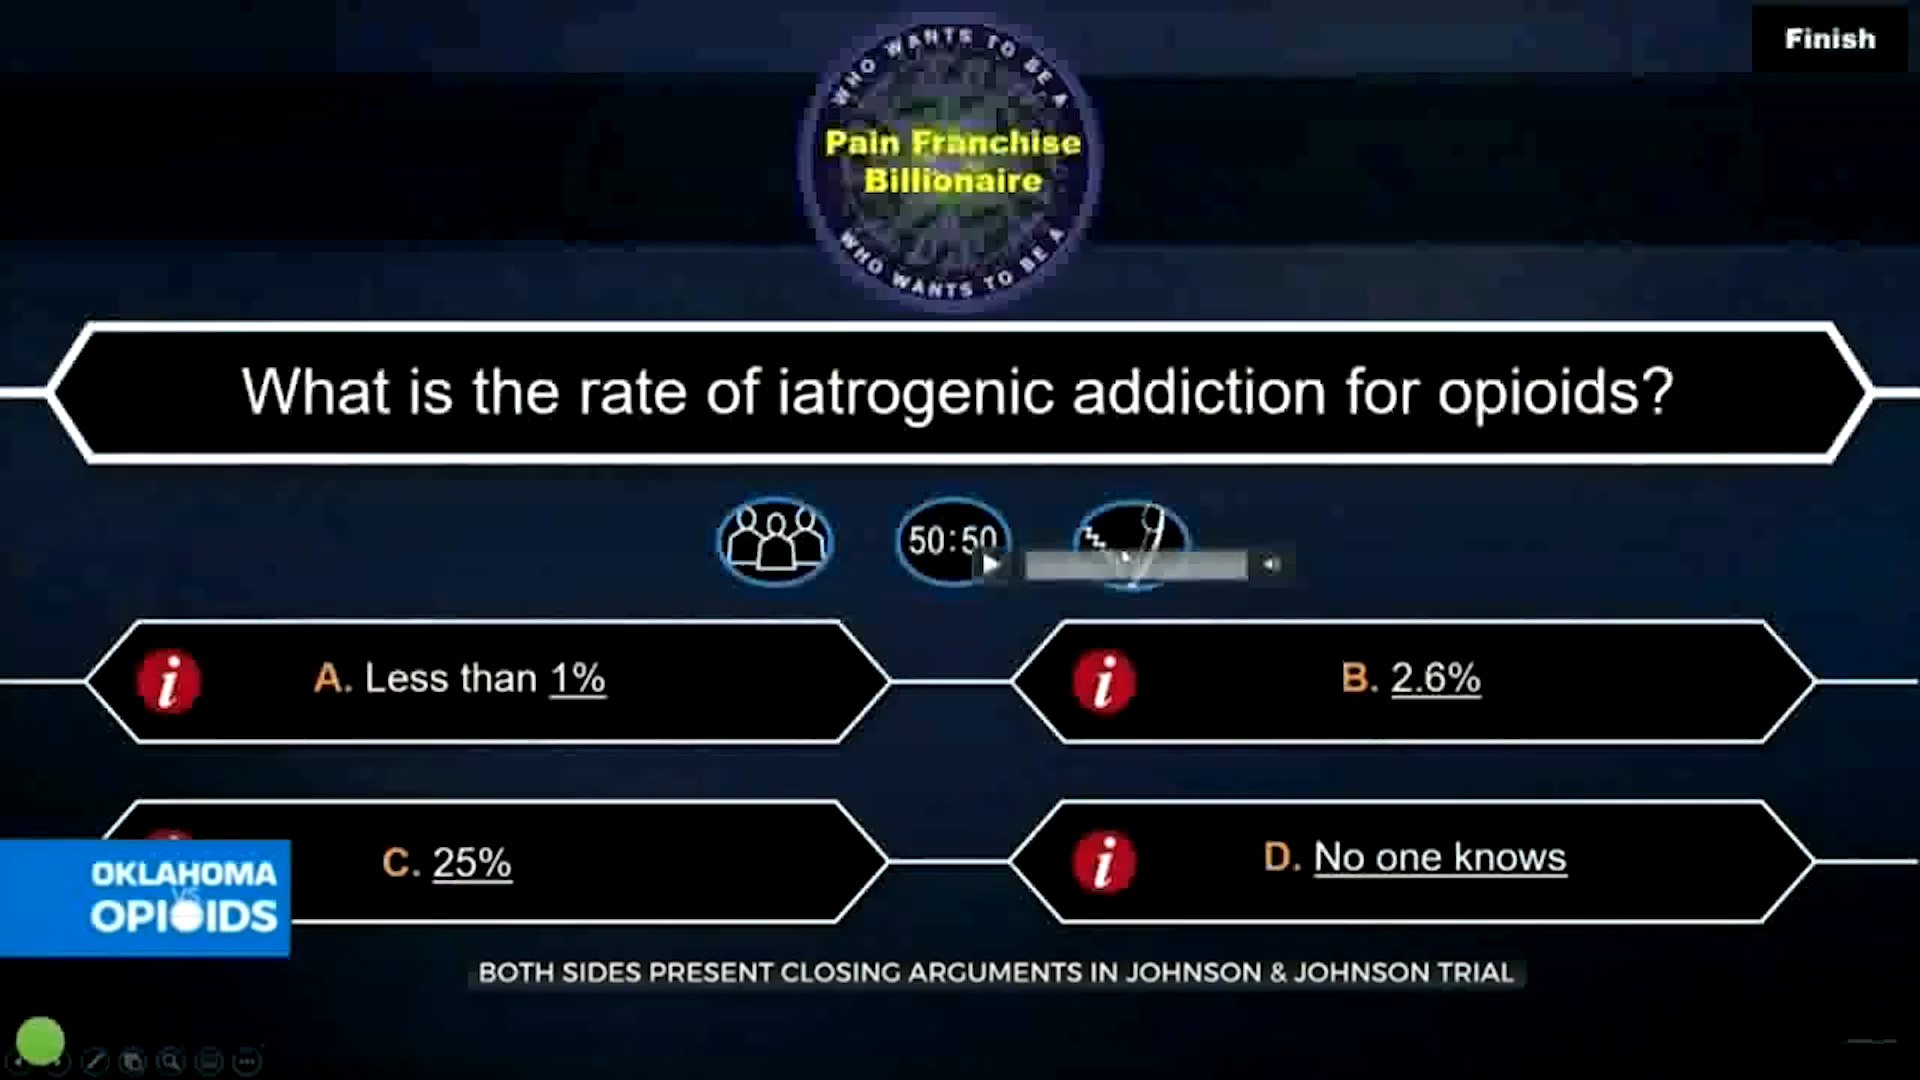 Finish
WHO WANTS TO BE A
Pain Franchise
Billionaire
WHO WANTS TO BE A
What is the rate of iatrogenic addiction for opioids?
50:50
A. Less than 1%
B. 2.6%
C. 25%
D. No one knows
OKLAHOMA
VS
OPIOIDS
BOTH SIDES PRESENT CLOSING ARGUMENTS IN JOHNSON & JOHNSON TRIAL